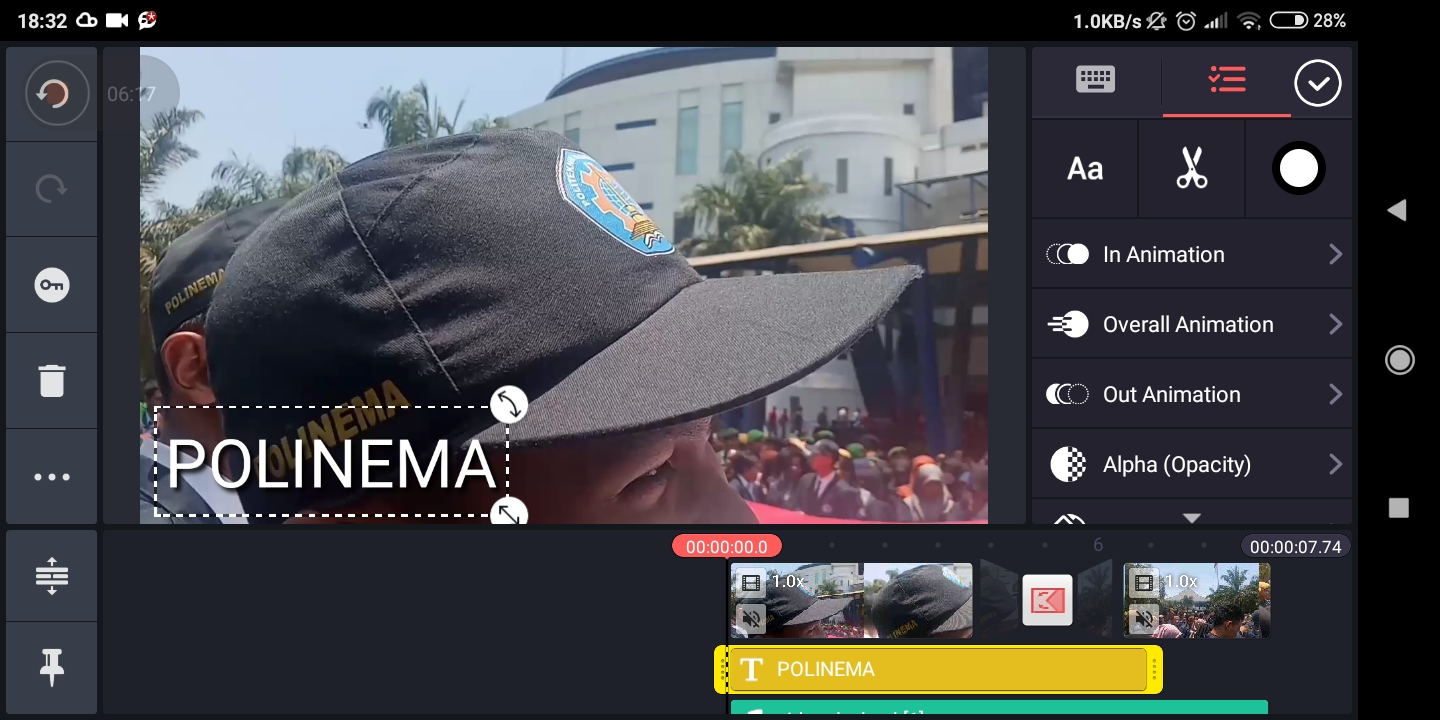 18:32
1.0KB/s
28%
06:17
POLINEMA
POLINEMA
POLINEMA
Aa
In Animation
Overall Animation
Out Animation
Alpha (Opacity)
00:00:00.0
6
00:00:07.74
1.0x
1.0x
T POLINEMA